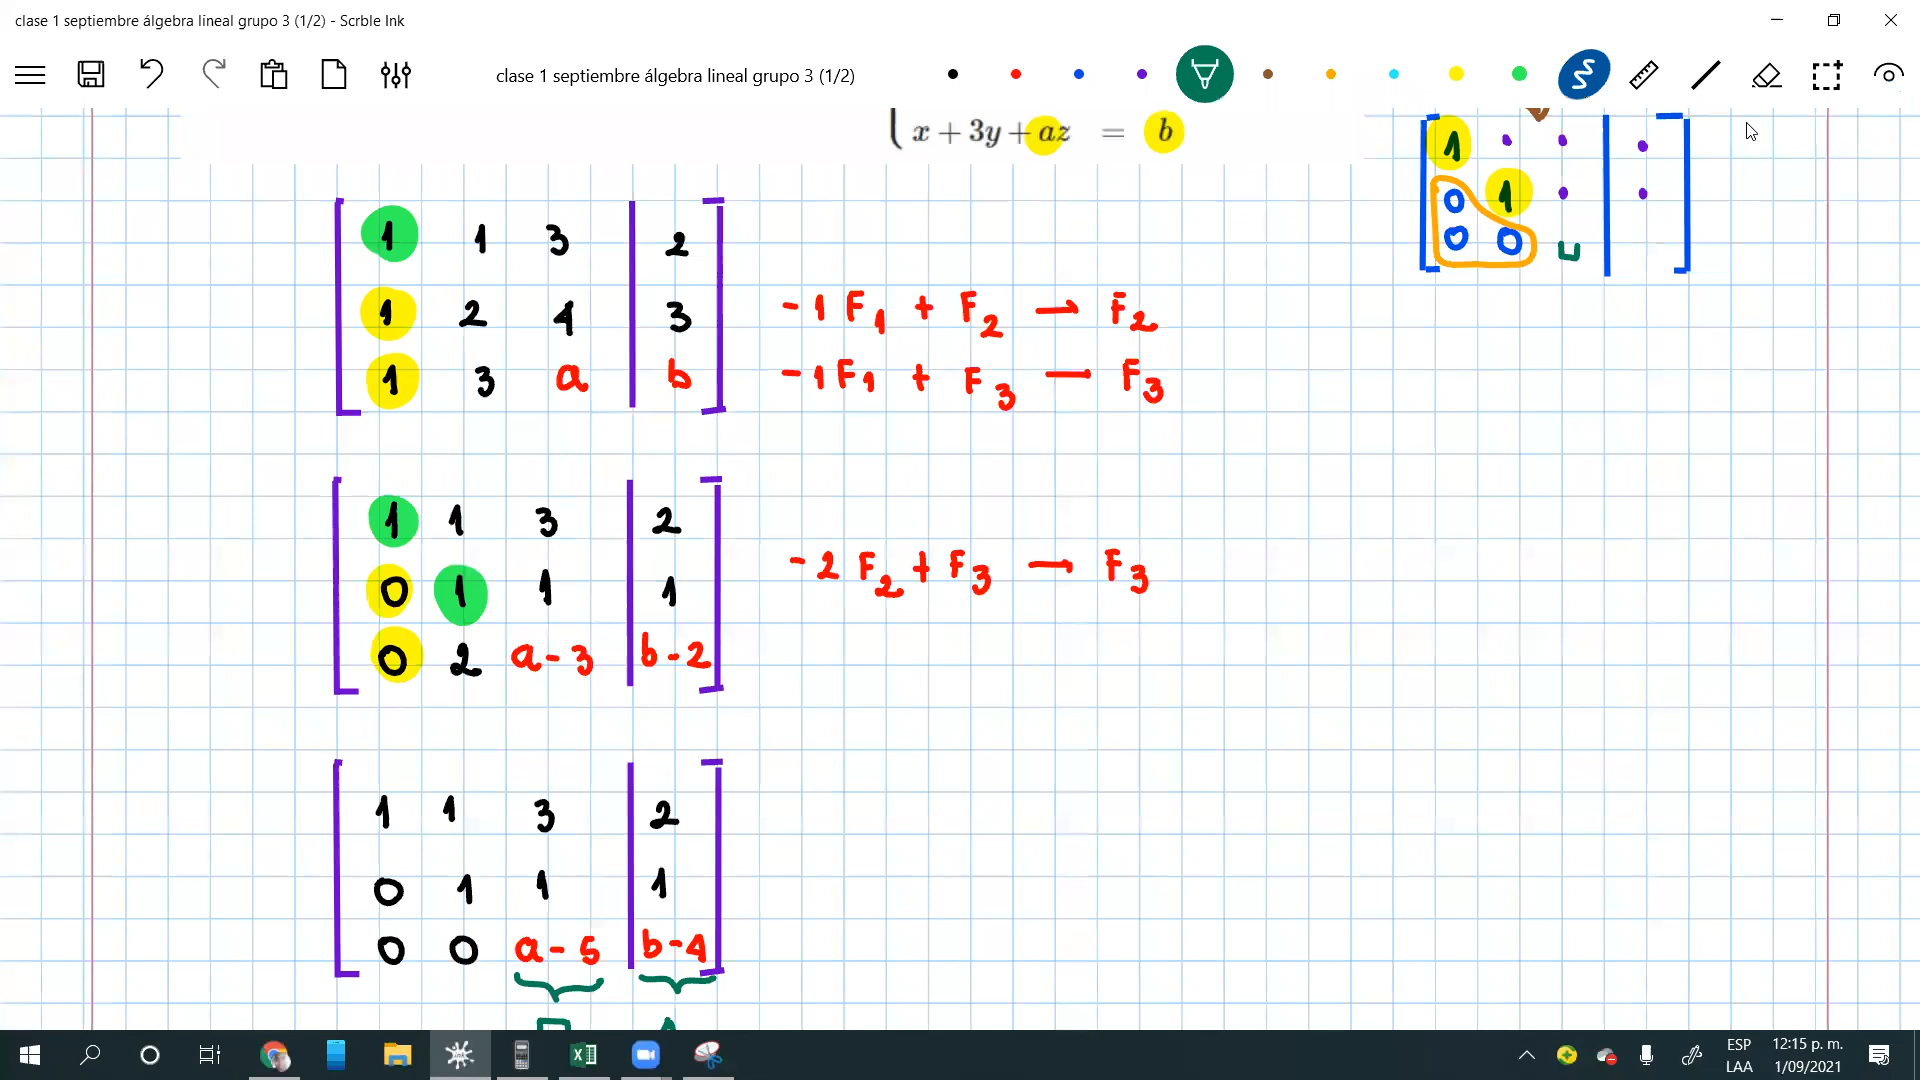 clase 1 septiembre álgebra lineal grupo 3 (1/2) - Scrble Ink
clase 1 septiembre álgebra lineal grupo 3 (1/2)
x + 3y + az = b
1 · · ·
0 1 · ·
0 0
1 1 3 2
1 2 4 3
1 3 a b
-1 F1 + F2 → F2
-1 F1 + F3 — F3
1 1 3 2
0 1 1 1
0 2 a-3 b-2
-2 F2 + F3 — F3
1 1 3 2
0 1 1 1
0 0 a-5 b-4
ESP
LAA
12:15 p. m.
1/09/2021